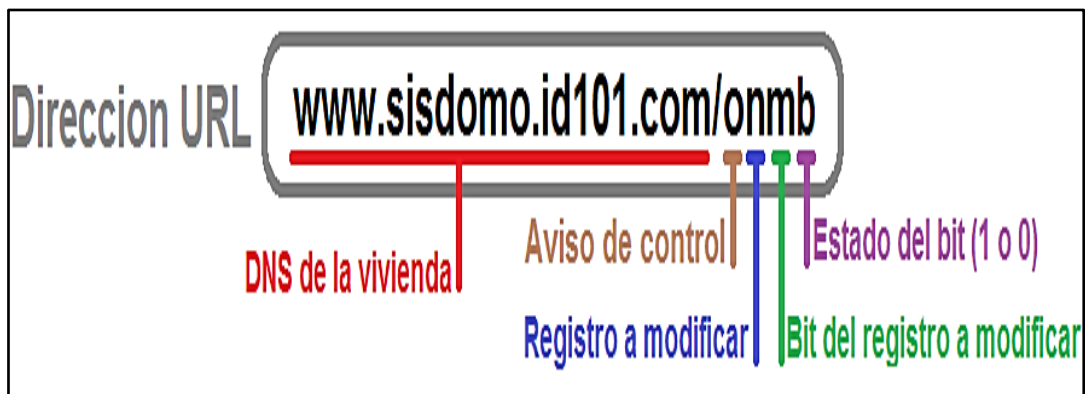 Direccion URL www.sisdomo.id101.com/onmb
Aviso de control Estado del bit (1 o 0)
DNS de la vivienda
Registro a modificar Bit del registro a modificar